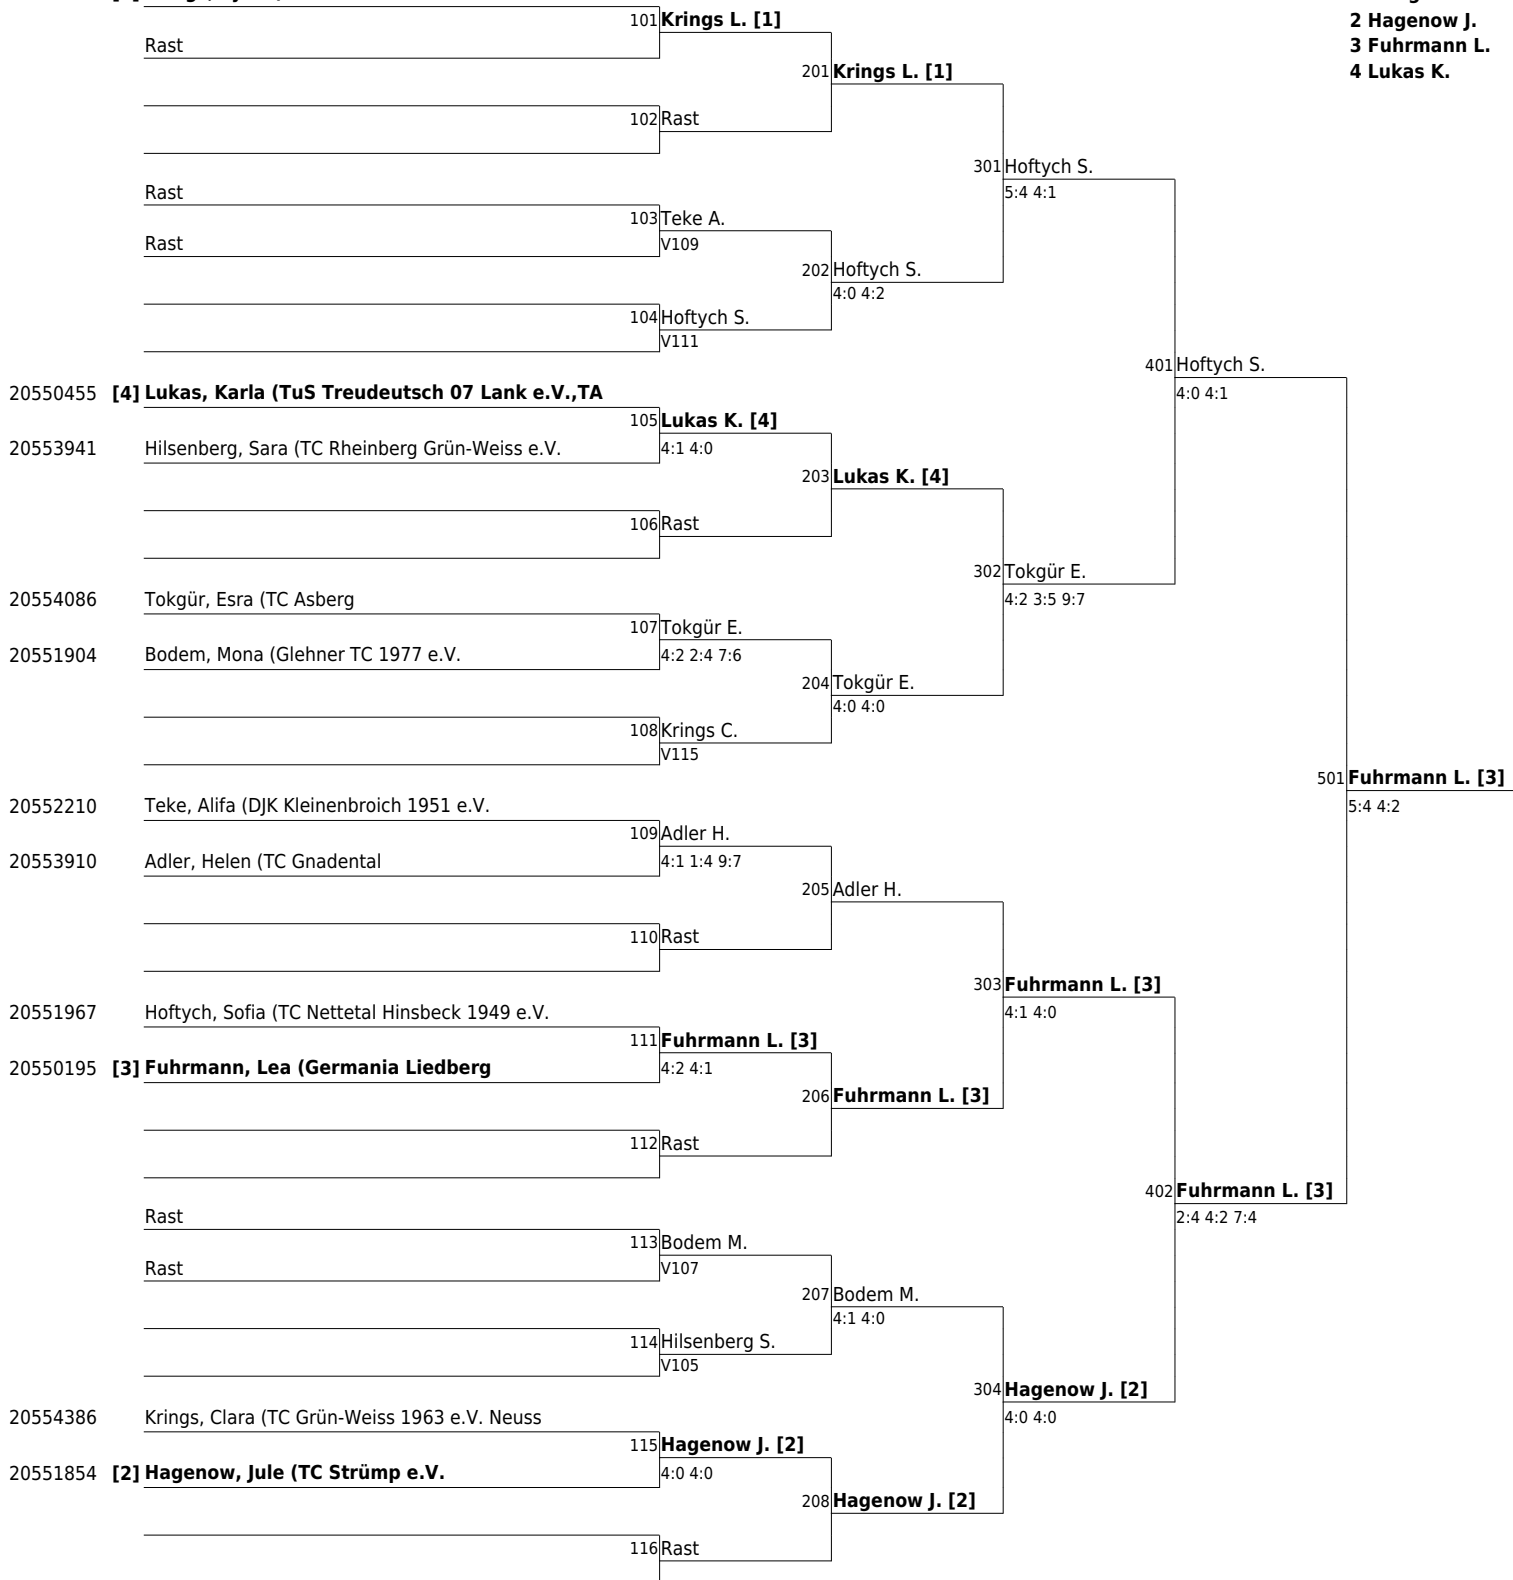 101 Krings L. [1]
2 Hagenow J.
Rast
3 Fuhrmann L.
201 Krings L. [1]
4 Lukas K.
102 Rast
301 Hoftych S.
Rast
5:4 4:1
103 Teke A.
Rast
V109
202 Hoftych S.
4:0 4:2
104 Hoftych S.
V111
401 Hoftych S.
20550455 [4] Lukas, Karla (TuS Treudeutsch 07 Lank e.V.,TA
4:0 4:1
105 Lukas K. [4]
20553941 Hilsenberg, Sara (TC Rheinberg Grün-Weiss e.V.
4:1 4:0
203 Lukas K. [4]
106 Rast
302 Tokgür E.
20554086 Tokgür, Esra (TC Asberg
4:2 3:5 9:7
107 Tokgür E.
20551904 Bodem, Mona (Glehner TC 1977 e.V.
4:2 2:4 7:6
204 Tokgür E.
4:0 4:0
108 Krings C.
V115
501 Fuhrmann L. [3]
20552210 Teke, Alifa (DJK Kleinenbroich 1951 e.V.
5:4 4:2
109 Adler H.
20553910 Adler, Helen (TC Gnadental
4:1 1:4 9:7
205 Adler H.
110 Rast
303 Fuhrmann L. [3]
20551967 Hoftych, Sofia (TC Nettetal Hinsbeck 1949 e.V.
4:1 4:0
111 Fuhrmann L. [3]
20550195 [3] Fuhrmann, Lea (Germania Liedberg
4:2 4:1
206 Fuhrmann L. [3]
112 Rast
402 Fuhrmann L. [3]
Rast
2:4 4:2 7:4
113 Bodem M.
Rast
V107
207 Bodem M.
4:1 4:0
114 Hilsenberg S.
V105
304 Hagenow J. [2]
20554386 Krings, Clara (TC Grün-Weiss 1963 e.V. Neuss
4:0 4:0
115 Hagenow J. [2]
20551854 [2] Hagenow, Jule (TC Strümp e.V.
4:0 4:0
208 Hagenow J. [2]
116 Rast